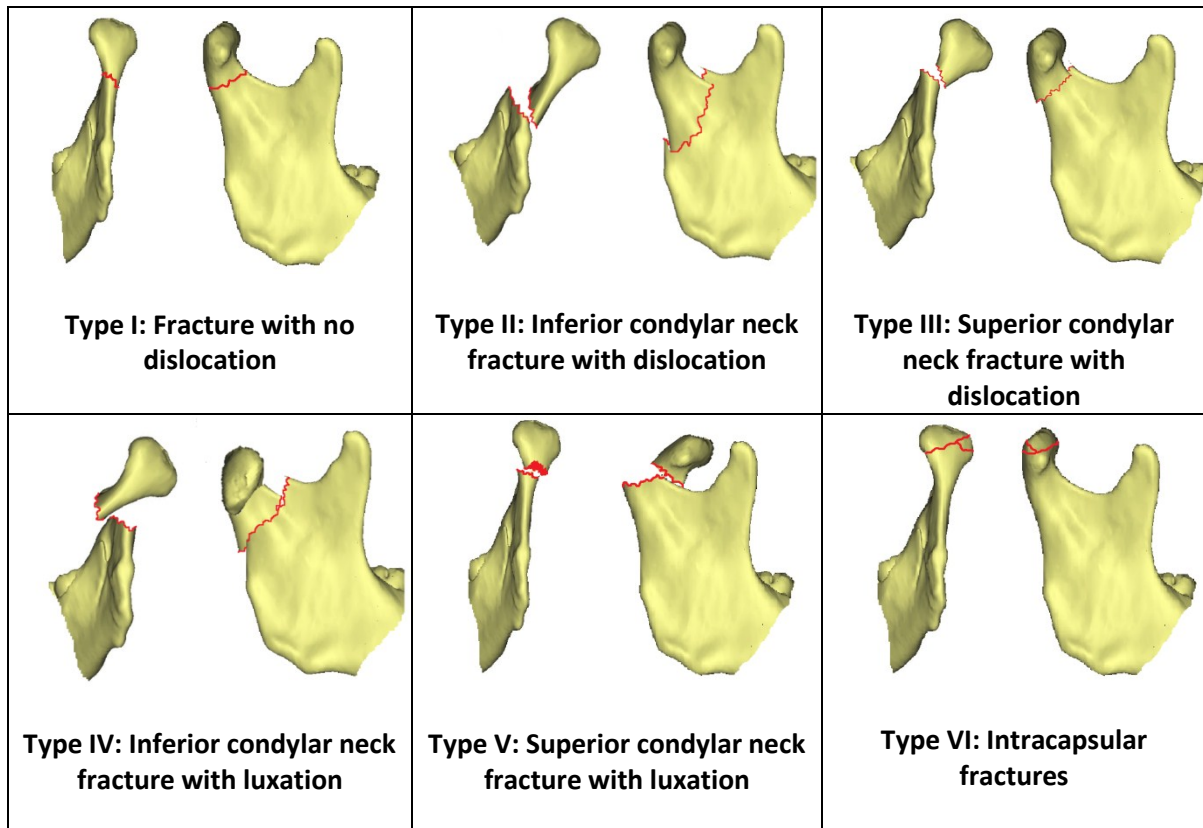 Type I: Fracture with no
dislocation
Type II: Inferior condylar neck
fracture with dislocation
Type III: Superior condylar
neck fracture with
dislocation
Type IV: Inferior condylar neck
fracture with luxation
Type V: Superior condylar neck
fracture with luxation
Type VI: Intracapsular
fractures